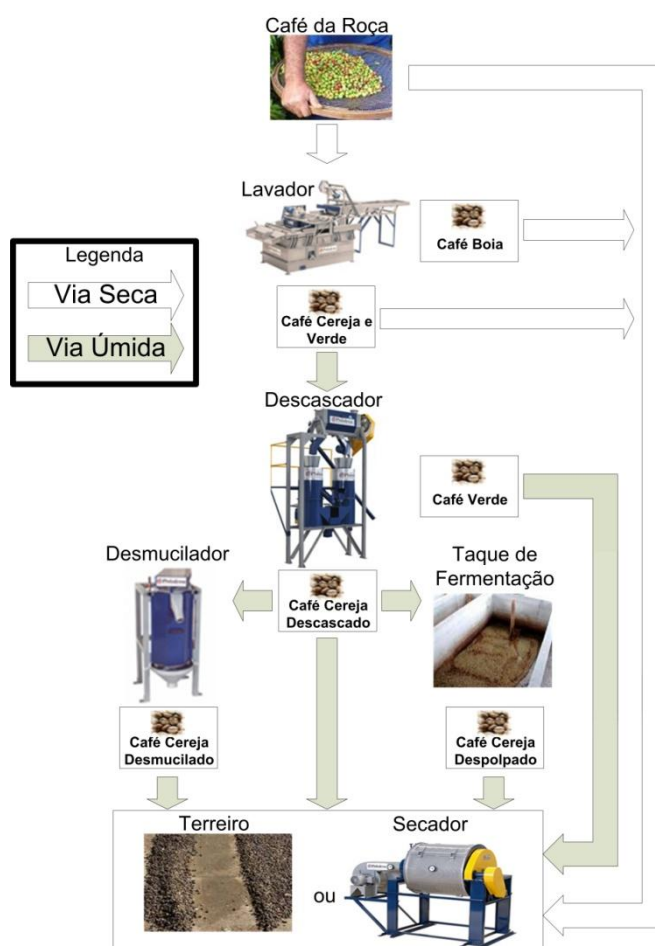 Café da Roça
Lavador
Café Boia
Legenda
Via Seca
Via Úmida
Café Cereja e
Verde
Descascador
Café Verde
Desmucilador
Taque de
Fermentação
Café Cereja
Descascado
Café Cereja
Desmucilado
Café Cereja
Despolpado
Terreiro
ou
Secador